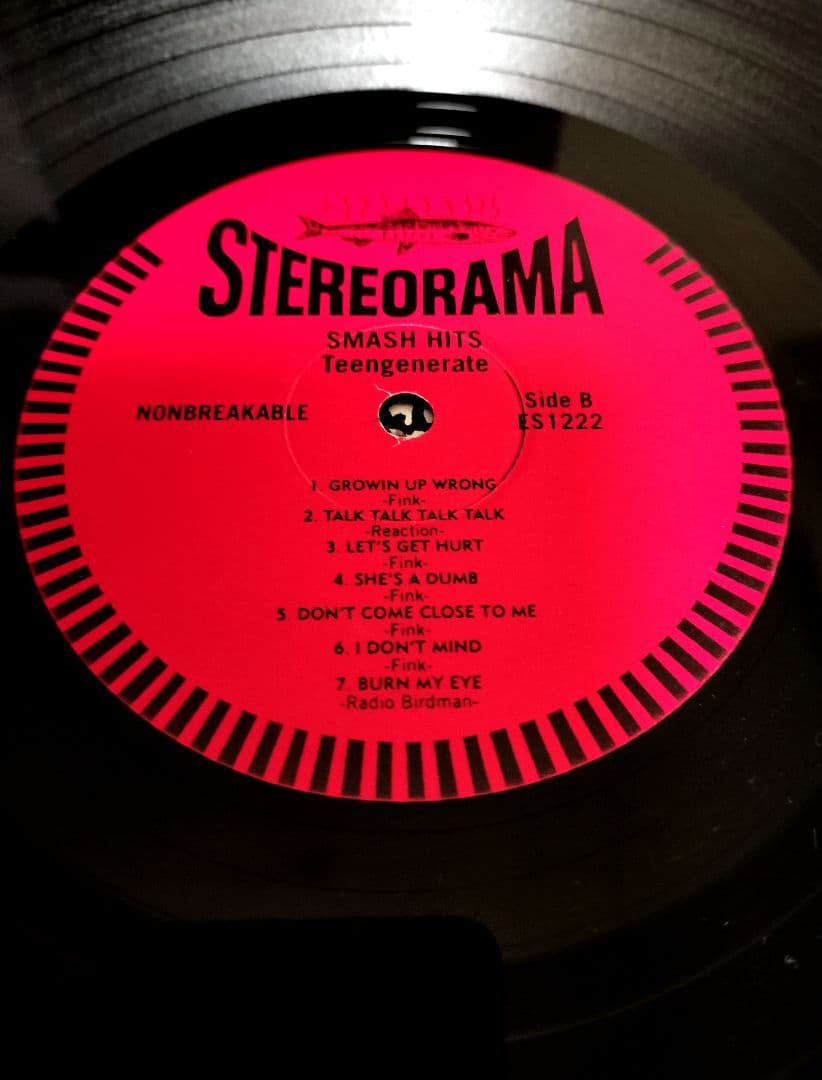 STEREORAMA
SMASH HITS
Teengenerate
NONBREAKABLE
Side B
ES1222
1. GROWIN UP WRONG
-Fink-
2. TALK TALK TALK TALK
-Reaction-
3. LET'S GET HURT
-Fink-
4. SHE'S A DUMB
-Fink-
5. DON'T COME CLOSE TO ME
-Fink-
6. I DON'T MIND
-Fink-
7. BURN MY EYE
-Radio Birdman-